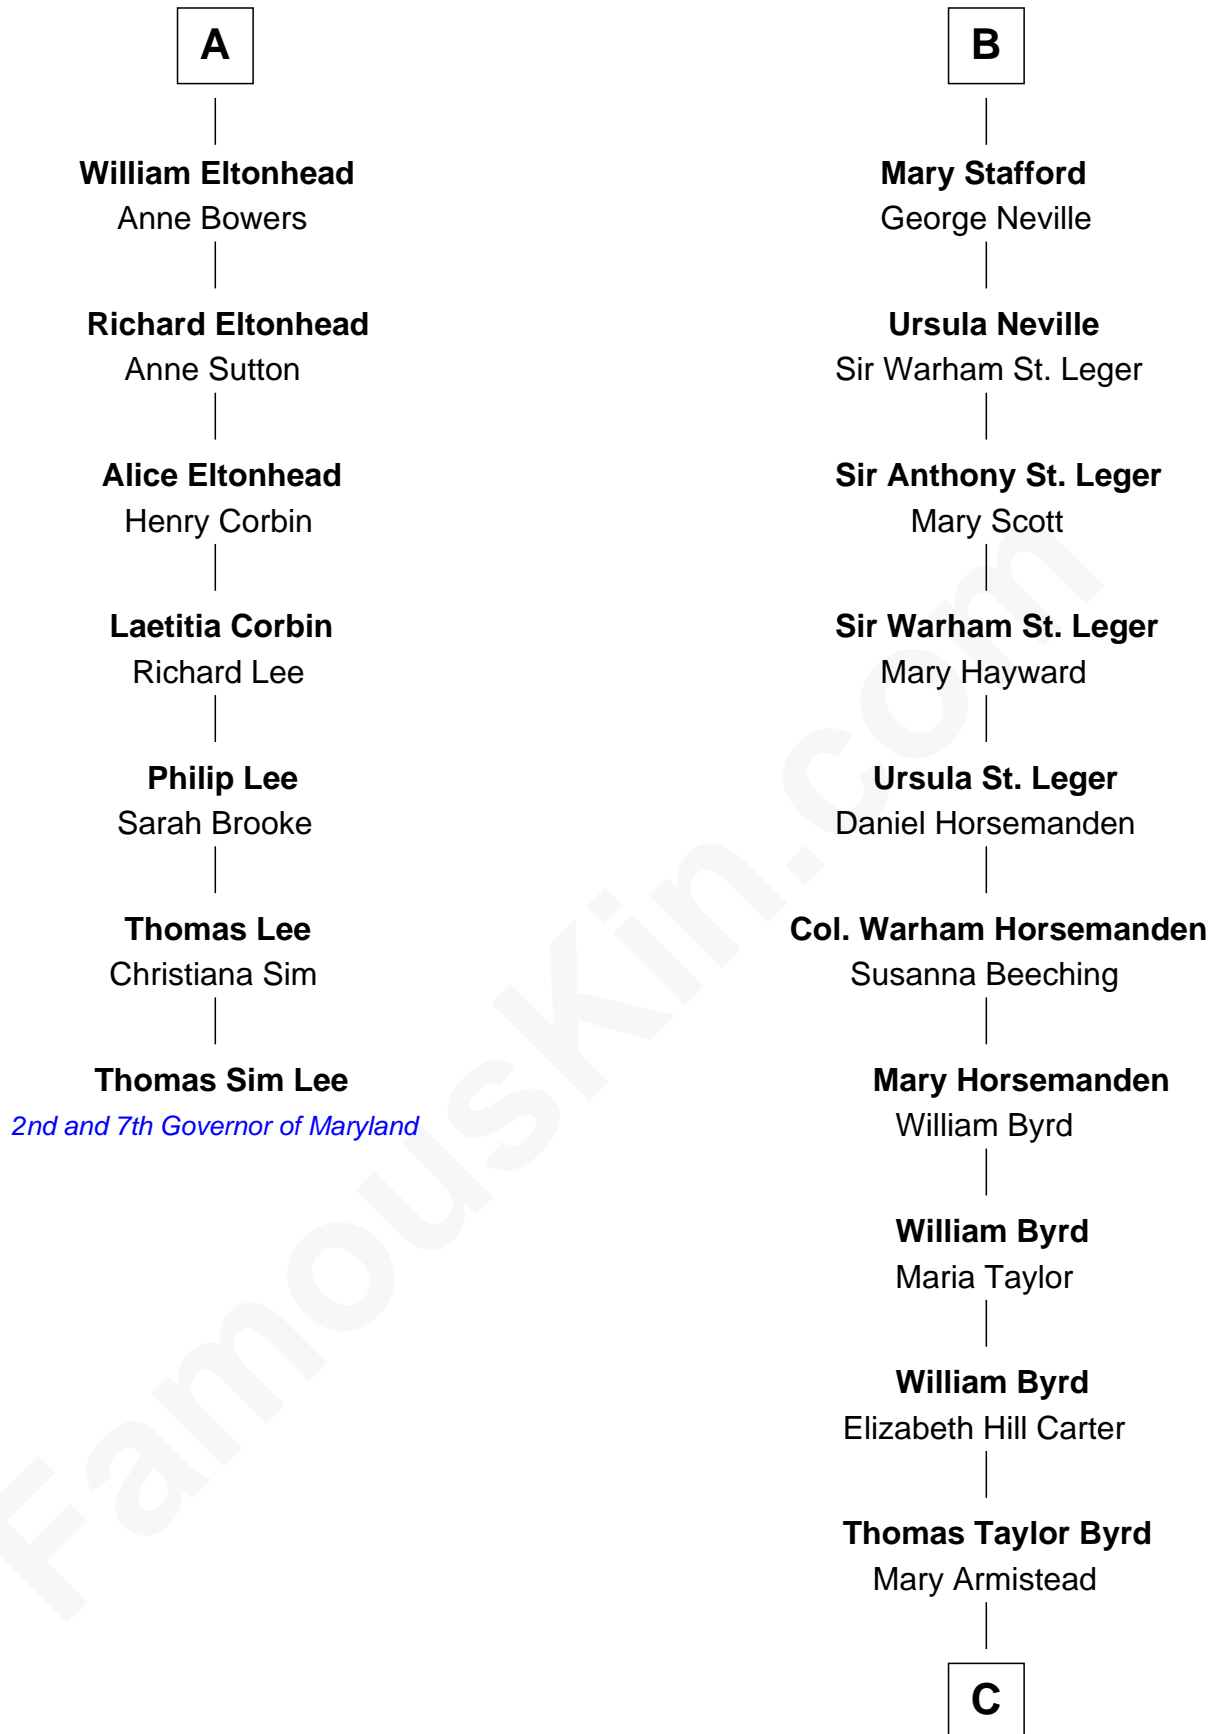 A
William Eltonhead
Anne Bowers
Richard Eltonhead
Anne Sutton
Alice Eltonhead
Henry Corbin
Laetitia Corbin
Richard Lee
Philip Lee
Sarah Brooke
Thomas Lee
Christiana Sim
Thomas Sim Lee
2nd and 7th Governor of Maryland
B
Mary Stafford
George Neville
Ursula Neville
Sir Warham St. Leger
Sir Anthony St. Leger
Mary Scott
Sir Warham St. Leger
Mary Hayward
Ursula St. Leger
Daniel Horsemanden
Col. Warham Horsemanden
Susanna Beeching
Mary Horsemanden
William Byrd
William Byrd
Maria Taylor
William Byrd
Elizabeth Hill Carter
Thomas Taylor Byrd
Mary Armistead
C
FamousKin.com